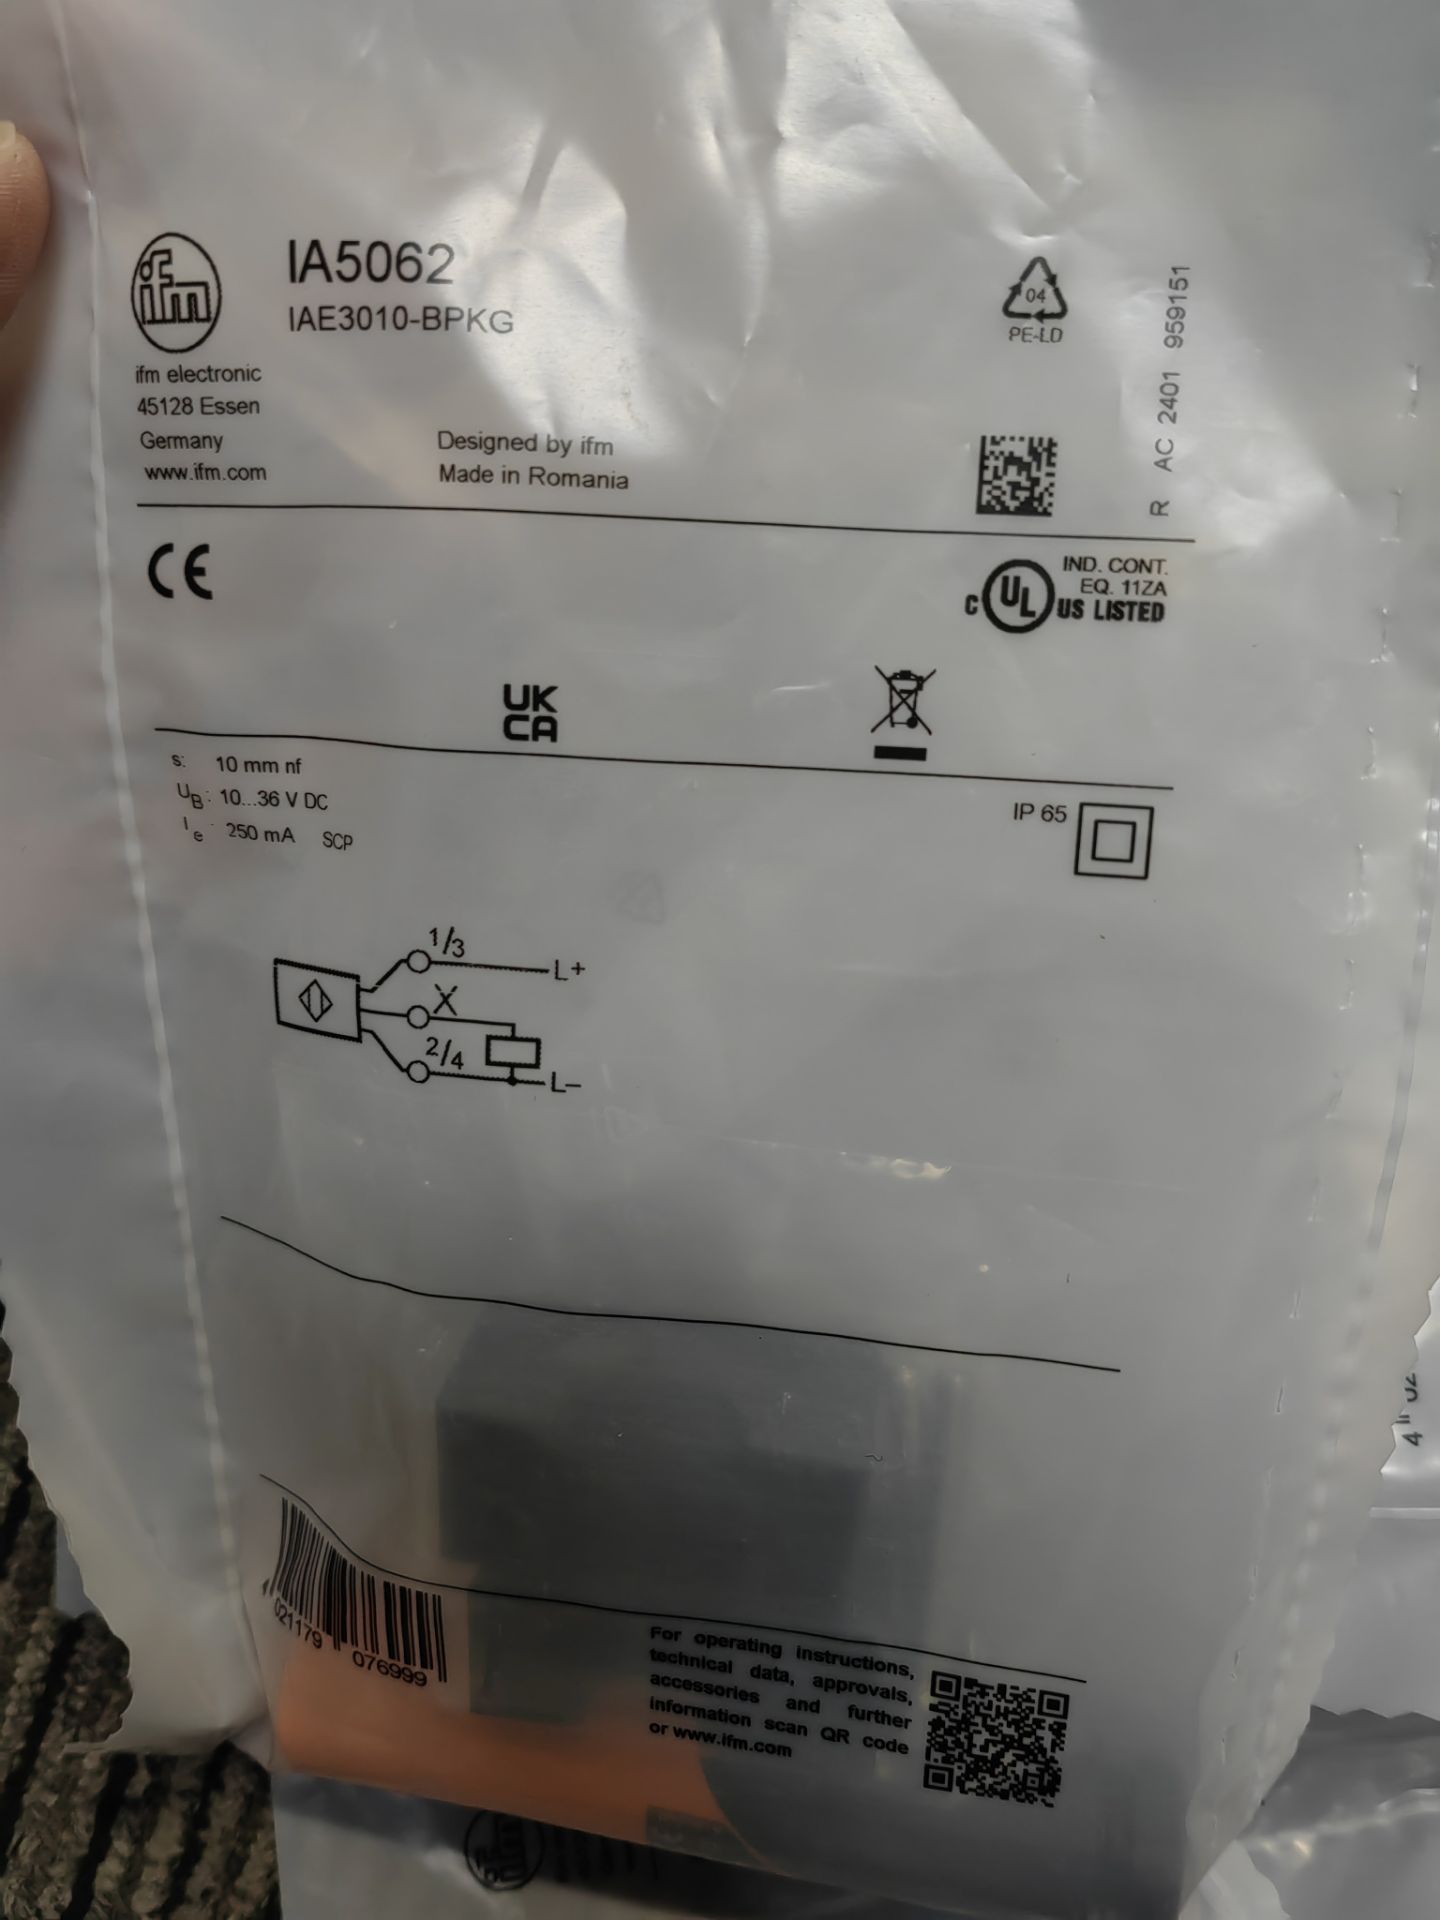 ifm
IA5062
IAE3010-BPKG
ifm electronic
45128 Essen
Germany
www.ifm.com
Designed by ifm
Made in Romania
04
PE-LD
R AC 2401 959151
CE
C UL US LISTED
IND. CONT.
EQ. 11ZA
UK
CA
s: 10 mm nf
UB: 10...36 V DC
Ie: 250 mA SCP
IP 65
1/3
L+
X
2/4
L–
021179
076999
For operating instructions,
technical data, approvals,
accessories and further
information scan QR code
or www.ifm.com